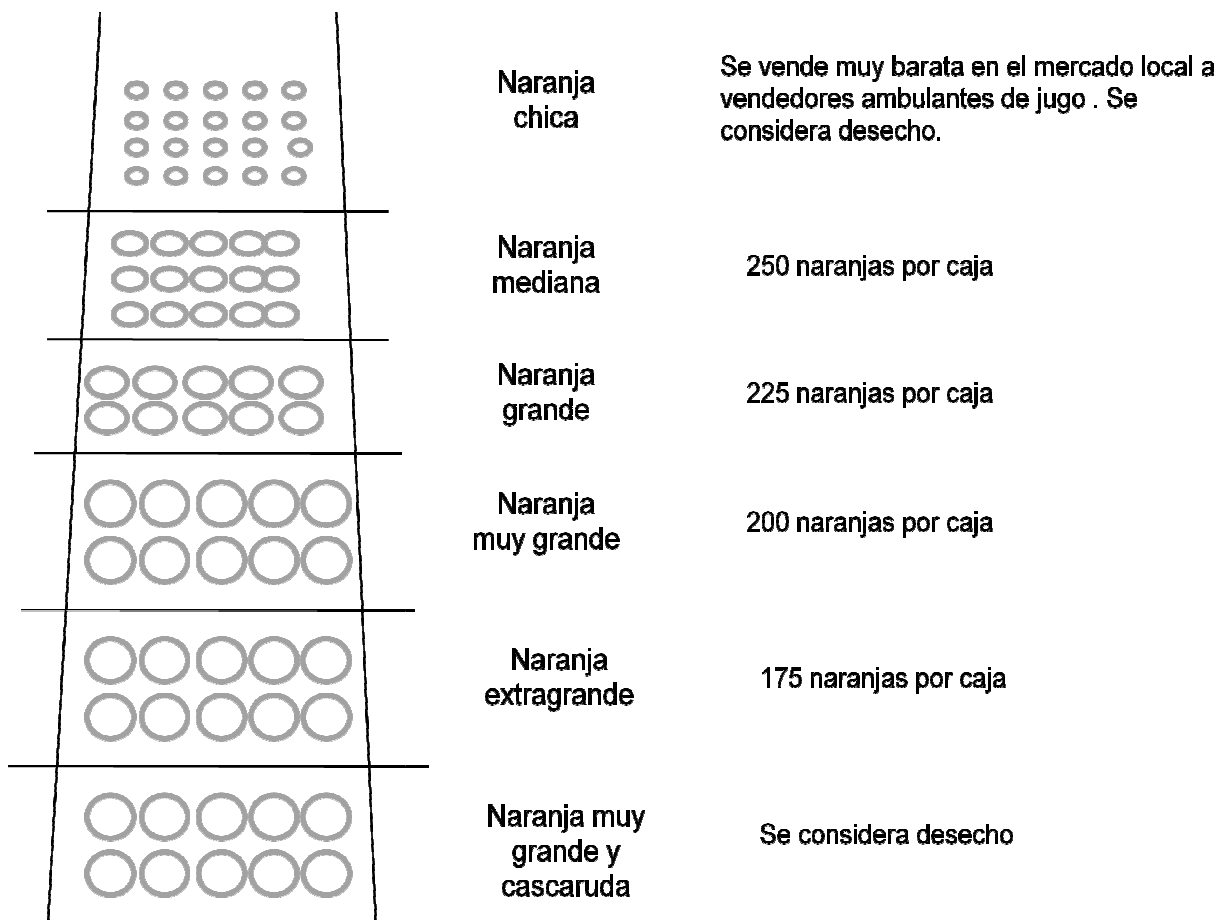 Naranja
chica
Se vende muy barata en el mercado local a
vendedores ambulantes de jugo . Se
considera desecho.
Naranja
mediana
250 naranjas por caja
Naranja
grande
225 naranjas por caja
Naranja
muy grande
200 naranjas por caja
Naranja
extragrande
175 naranjas por caja
Naranja muy
grande y
cascaruda
Se considera desecho